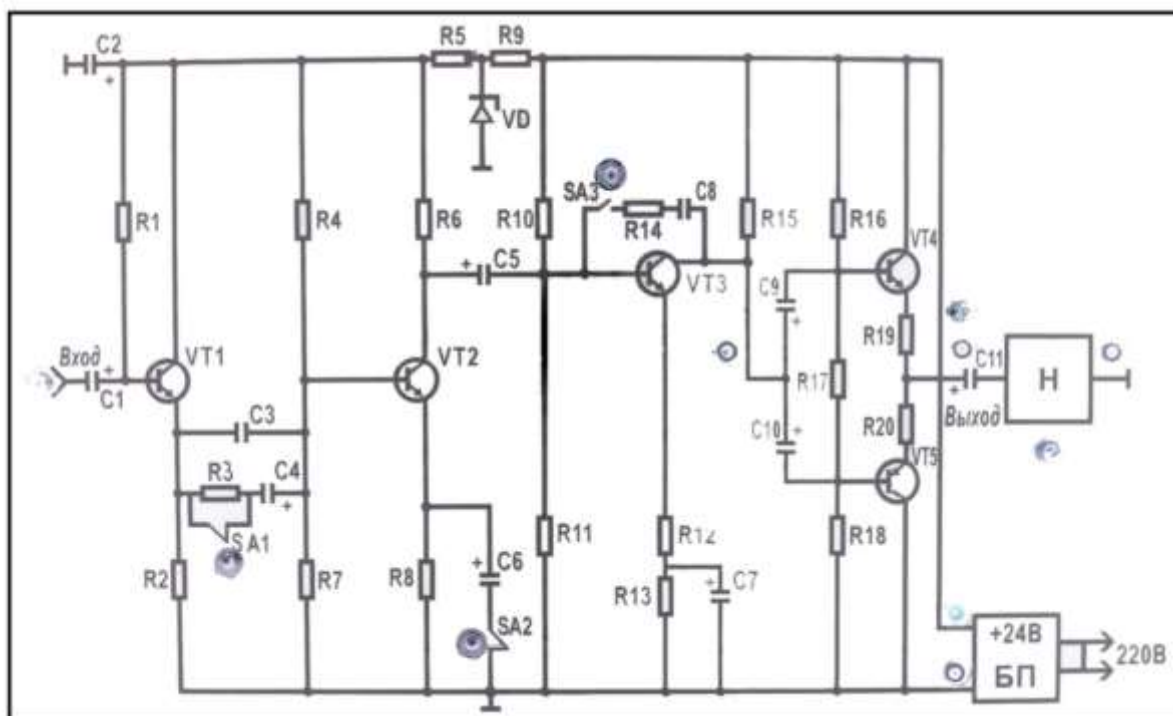 C2
R5
R9
VD
SA3
C8
R1
R4
R6
R10
R14
R15
R16
VT4
C5
VT3
C9
Вход
VT1
VT2
R19
C11
H
C1
R17
C3
C10
R20
Выход
R3
C4
VT5
SA1
R11
R12
R18
R2
R7
R8
C6
R13
C7
SA2
+24В
БП
220В